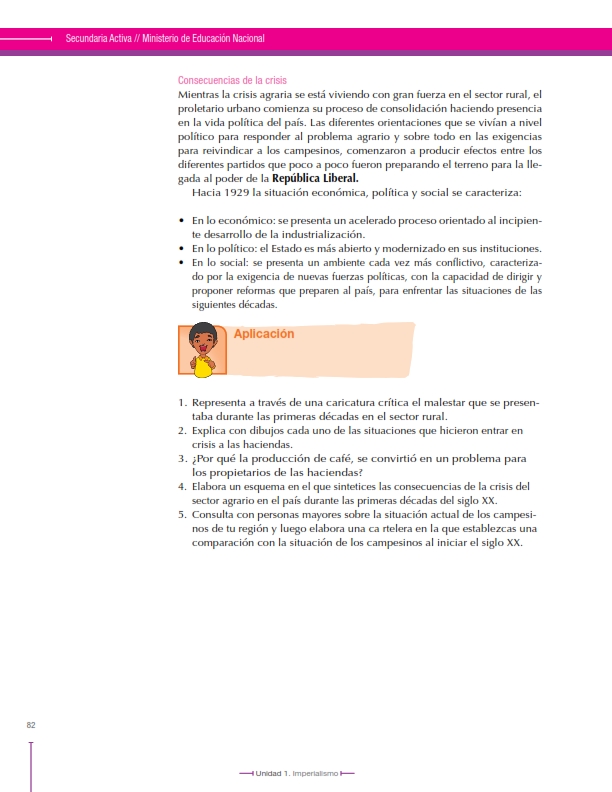 Secundaria Activa // Ministerio de Educación Nacional
Consecuencias de la crisis
Mientras la crisis agraria se está viviendo con gran fuerza en el sector rural, el
proletario urbano comienza su proceso de consolidación haciendo presencia
en la vida política del país. Las diferentes orientaciones que se vivían a nivel
político para responder al problema agrario y sobre todo en las exigencias
para reivindicar a los campesinos, comenzaron a producir efectos entre los
diferentes partidos que poco a poco fueron preparando el terreno para la lle-
gada al poder de la República Liberal.
Hacia 1929 la situación económica, política y social se caracteriza:
• En lo económico: se presenta un acelerado proceso orientado al incipien-
te desarrollo de la industrialización.
• En lo político: el Estado es más abierto y modernizado en sus instituciones.
• En lo social: se presenta un ambiente cada vez más conflictivo, caracteriza-
do por la exigencia de nuevas fuerzas políticas, con la capacidad de dirigir y
proponer reformas que preparen al país, para enfrentar las situaciones de las
siguientes décadas.
Aplicación
1. Representa a través de una caricatura crítica el malestar que se presen-
taba durante las primeras décadas en el sector rural.
2. Explica con dibujos cada uno de las situaciones que hicieron entrar en
crisis a las haciendas.
3. ¿Por qué la producción de café, se convirtió en un problema para
los propietarios de las haciendas?
4. Elabora un esquema en el que sintetices las consecuencias de la crisis del
sector agrario en el país durante las primeras décadas del siglo XX.
5. Consulta con personas mayores sobre la situación actual de los campesi-
nos de tu región y luego elabora una ca rtelera en la que establezcas una
comparación con la situación de los campesinos al iniciar el siglo XX.
82
Unidad 1. Imperialismo